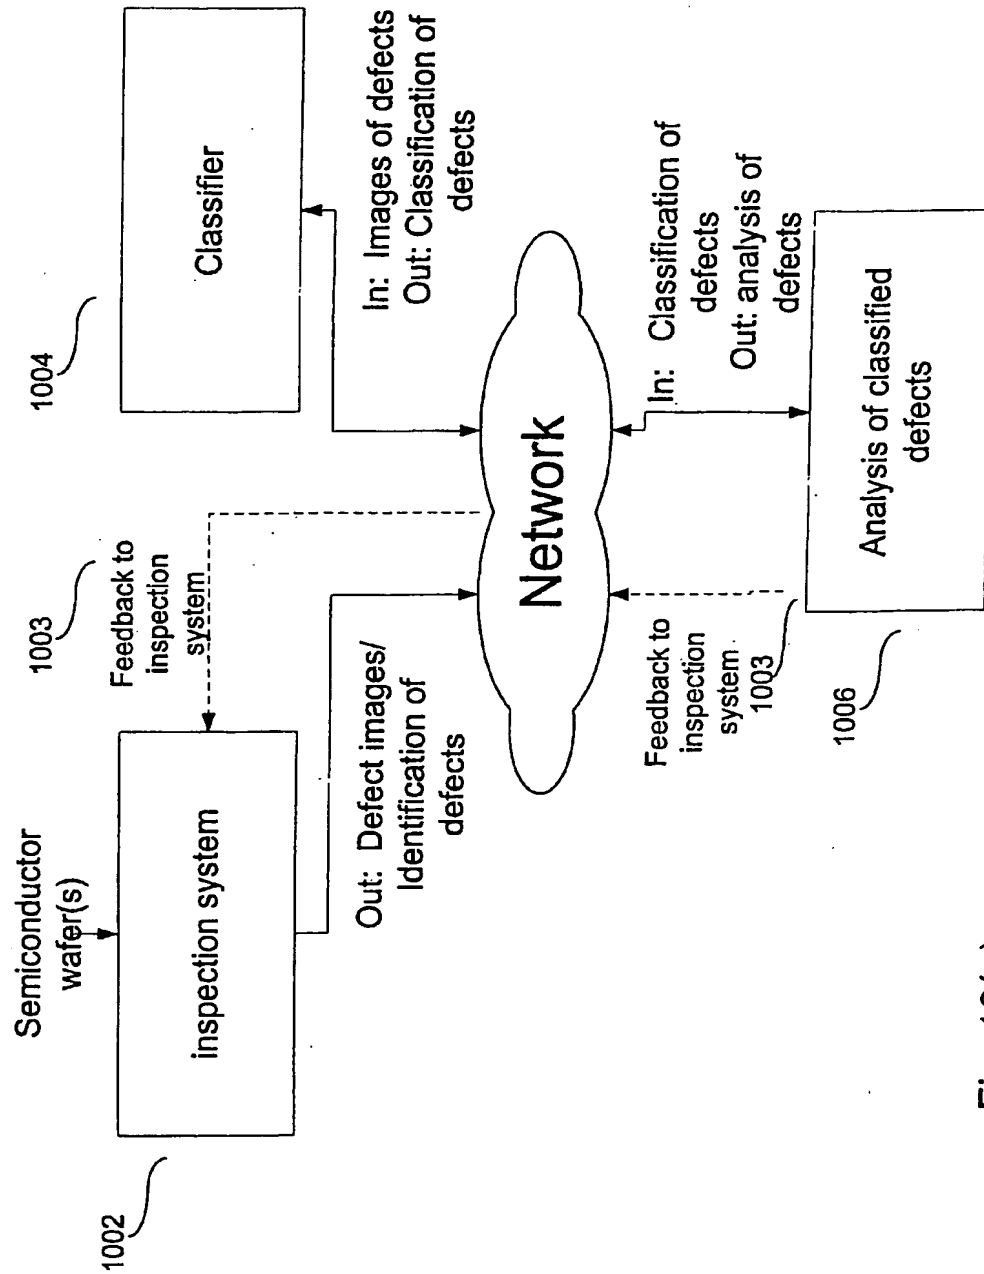 Semiconductor
wafer(s)
1002
inspection system
1003
Feedback to
inspection
system
1004
Classifier
Out: Defect images/
Identification of
defects
In: Images of defects
Out: Classification of
defects
Network
Feedback to
inspection
system
1003
In: Classification of
defects
Out: analysis of
defects
1006
Analysis of classified
defects